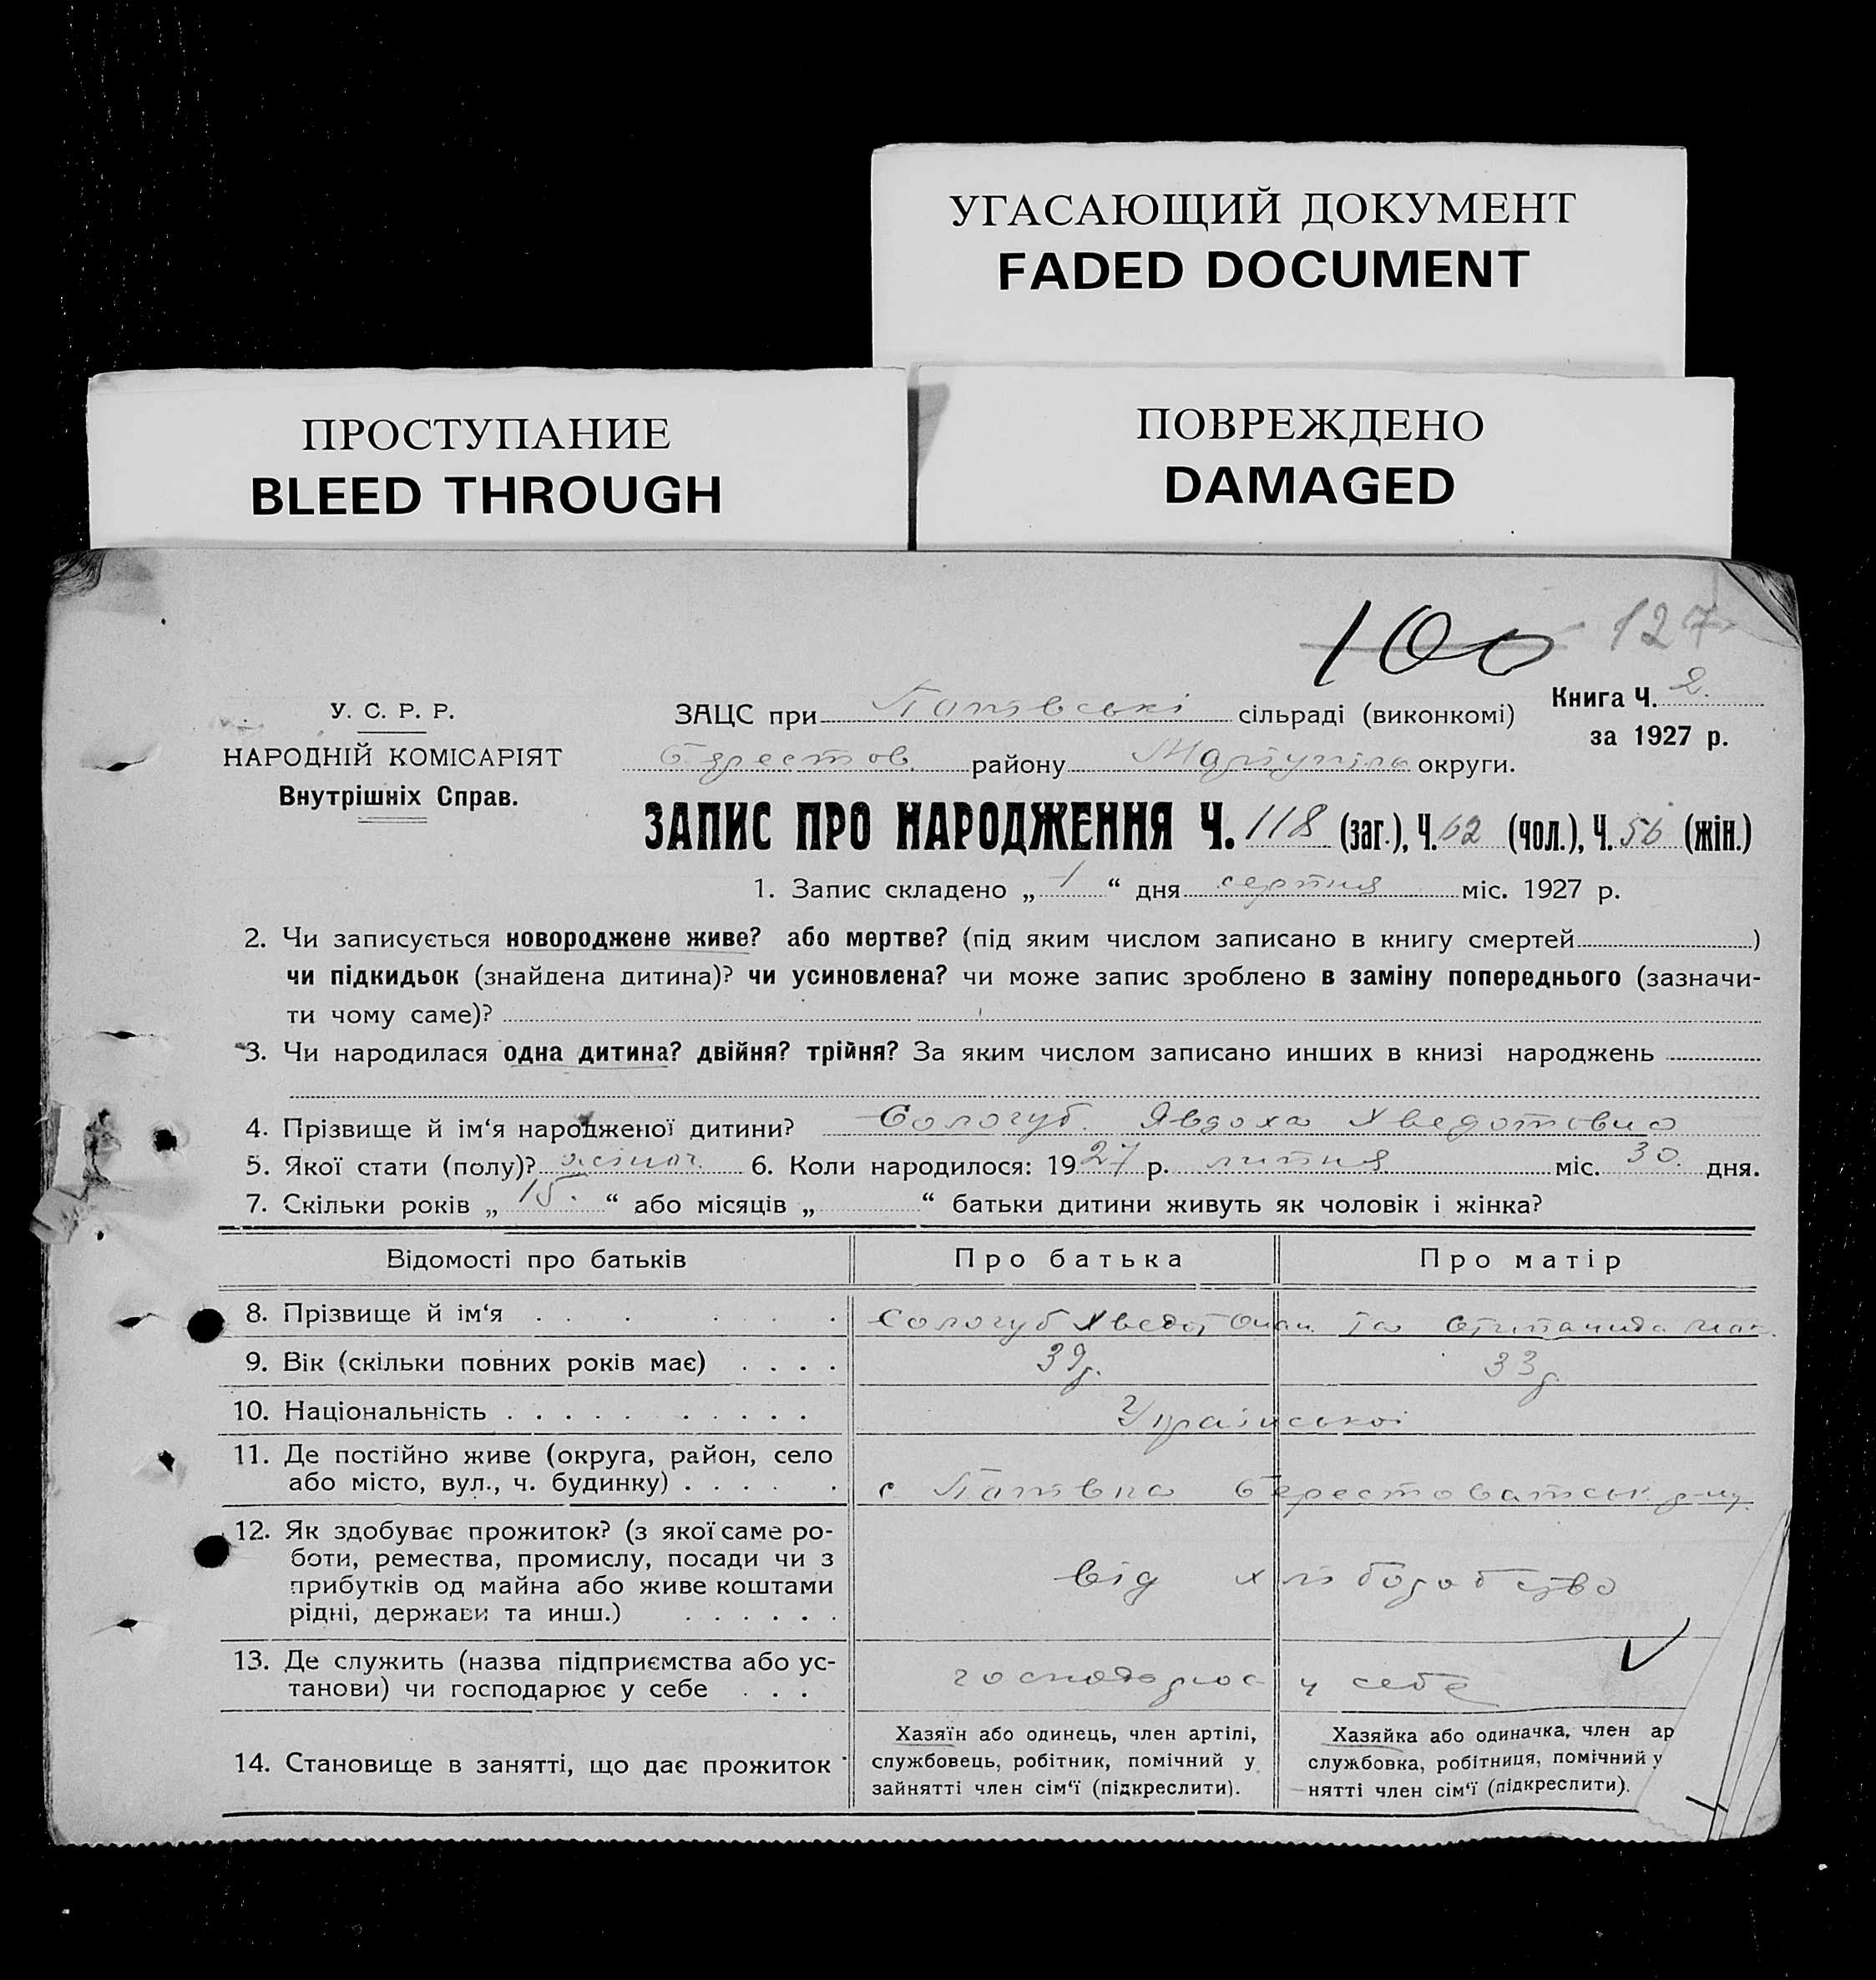 УГАСАЮЩИЙ ДОКУМЕНТ
FADED DOCUMENT
ПРОСТУПАНИЕ
BLEED THROUGH
ПОВРЕЖДЕНО
DAMAGED
100 127
У. С. Р. Р.
НАРОДНІЙ КОМІСАРІЯТ
Внутрішніх Справ.
ЗАЦС при сільраді (виконкомі)
Книга Ч. 2.
за 1927 р.
району Маріупіль округи.
ЗАПИС ПРО НАРОДЖЕННЯ Ч. 118 (заг.), Ч. 62 (чол.), Ч. 56 (жін.)
1. Запис складено „ 1 “ дня серпня міс. 1927 р.
2. Чи записується новороджене живе? або мертве? (під яким числом записано в книгу смертей )
чи підкидьок (знайдена дитина)? чи усиновлена? чи може запис зроблено в заміну попереднього (зазначи-
ти чому саме)?
3. Чи народилася одна дитина? двійня? трійня? За яким числом записано инших в книзі народжень
4. Прізвище й ім‘я народженої дитини? Сологуб Явдоха Хведотовна
5. Якої стати (полу)? жіноч. 6. Коли народилося: 1927 р. липня міс. 30 дня.
7. Скільки років „ 15. “ або місяців „ “ батьки дитини живуть як чоловік і жінка?
Відомості про батьків Про батька Про матір
8. Прізвище й ім‘я Сологуб Хведот та
9. Вік (скільки повних років має) 39 р. 33 р.
10. Національність Української
11. Де постійно живе (округа, район, село
або місто, вул., ч. будинку) с
12. Як здобуває прожиток? (з якої саме ро-
боти, ремества, промислу, посади чи з
прибутків од майна або живе коштами
рідні, держави та инш.) від
13. Де служить (назва підприємства або ус-
танови) чи господарює у себе у себе
14. Становище в занятті, що дає прожиток
Хазяїн або одинець, член артілі,
службовець, робітник, помічний у
зайнятті член сім‘ї (підкреслити).
Хазяйка або одиначка, член ар
службовка, робітниця, помічний у
нятті член сім‘ї (підкреслити).